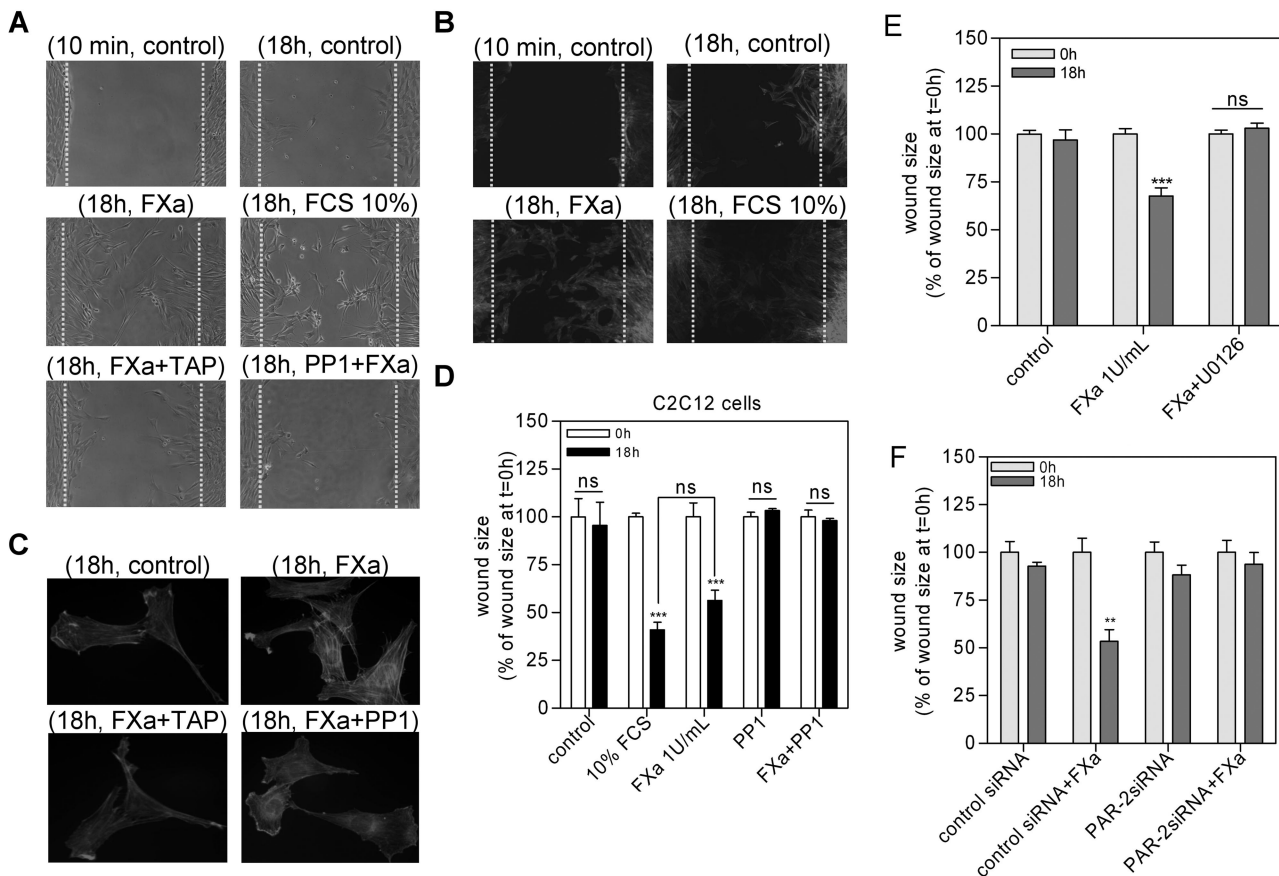 A
(10 min, control)
(18h, control)
(18h, FXa)
(18h, FCS 10%)
(18h, FXa+TAP)
(18h, PP1+FXa)
B
(10 min, control)
(18h, control)
(18h, FXa)
(18h, FCS 10%)
C
(18h, control)
(18h, FXa)
(18h, FXa+TAP)
(18h, FXa+PP1)
D
C2C12 cells
wound size
(% of wound size at t=0h)
150
125
100
75
50
25
0
0h
18h
ns
ns
ns
ns
***
***
control
10% FCS
FXa 1U/mL
PP1
FXa+PP1
E
wound size
(% of wound size at t=0h)
150
125
100
75
50
25
0
0h
18h
ns
***
control
FXa 1U/mL
FXa+U0126
F
wound size
(% of wound size at t=0h)
150
125
100
75
50
25
0
0h
18h
**
control siRNA
control siRNA+FXa
PAR-2siRNA
PAR-2siRNA+FXa